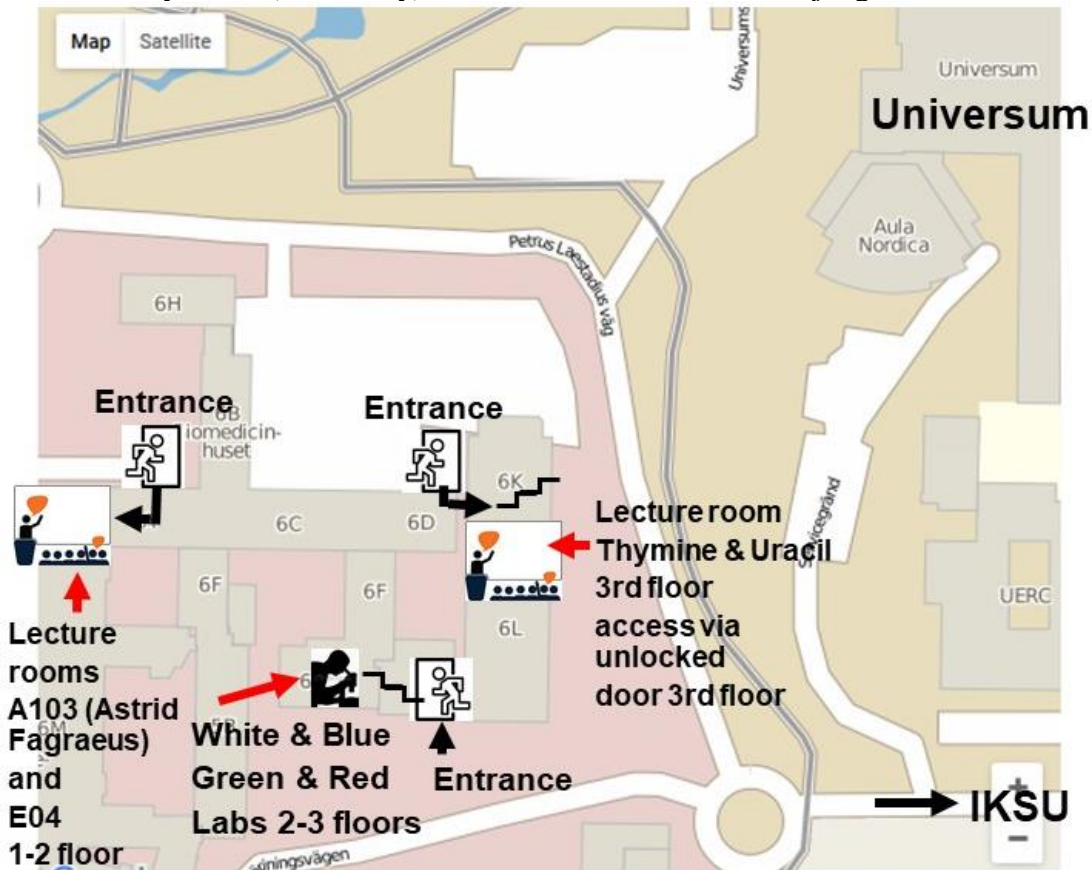 Map Satellite
Universums
Universum
Universum
Aula
Nordica
Petrus Laestadius väg
6H
Entrance
Entrance
6B
iomedicin-
huset
6K
6C
6D
Lecture room
Thymine & Uracil
3rd floor
access via
unlocked
door 3rd floor
6F
6F
6L
UERC
Lecture
rooms
A103 (Astrid
Fagraeus)
and
E04
1-2 floor
6M
White & Blue
Green & Red
Labs 2-3 floors
Entrance
IKSU
+
−